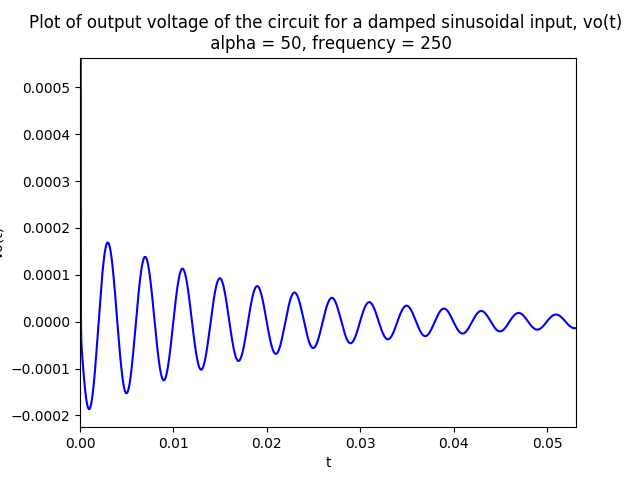 Plot of output voltage of the circuit for a damped sinusoidal input, vo(t)
alpha = 50, frequency = 250
0.0005
0.0004
0.0003
0.0002
0.0001
0.0000
−0.0001
−0.0002
0.00 0.01 0.02 0.03 0.04 0.05
t